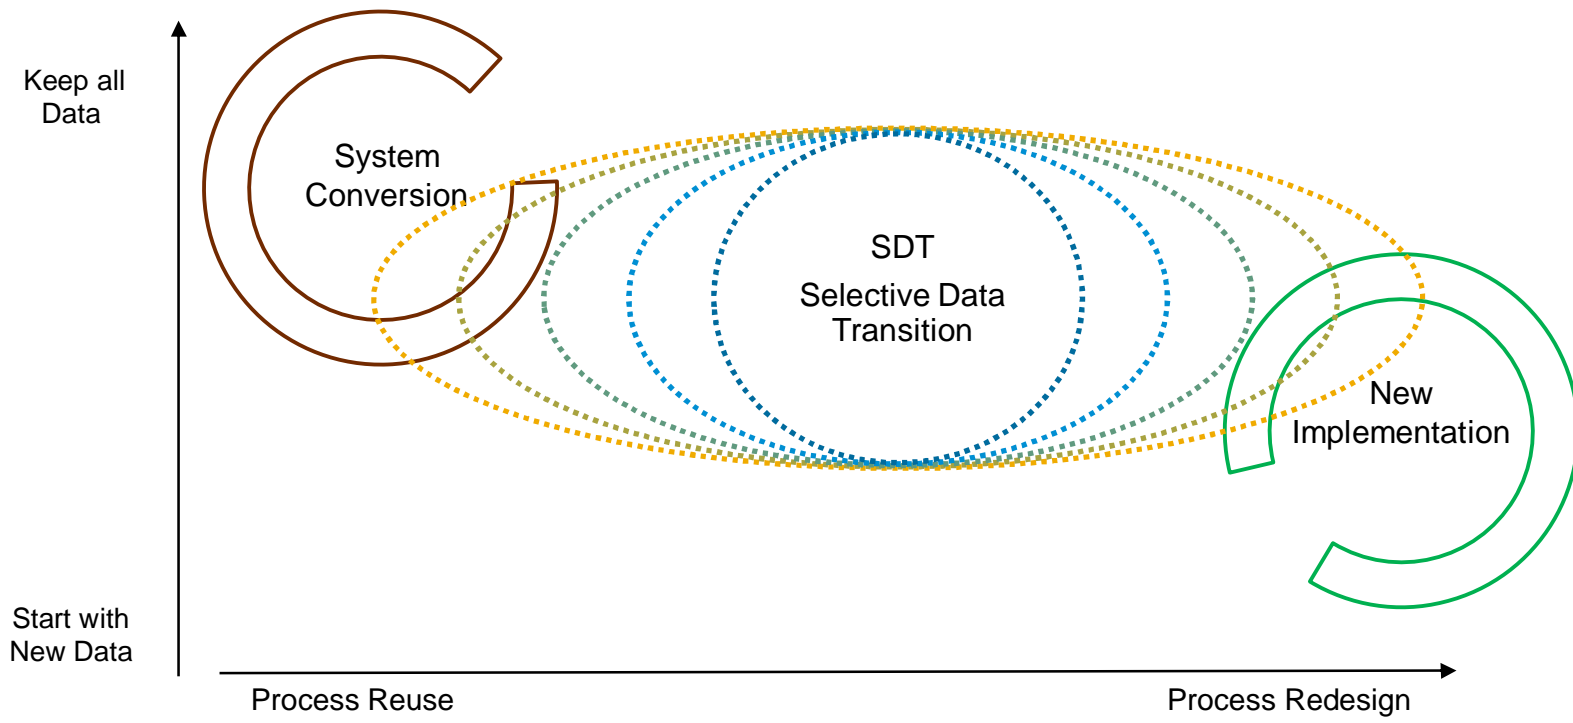 Keep all
Data
System
Conversion
SDT
Selective Data
Transition
New
Implementation
Start with
New Data
Process Reuse
Process Redesign